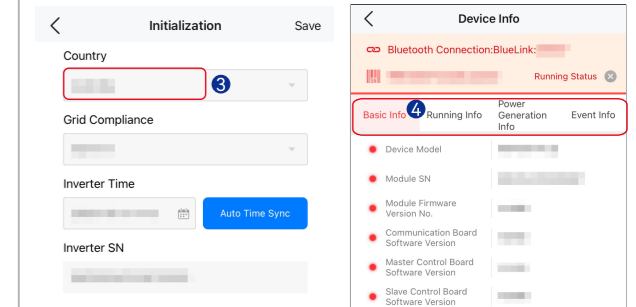 Initialization
Save
Country
3
Grid Compliance
Inverter Time
Auto Time Sync
Inverter SN
Device Info
Bluetooth Connection:BlueLink:
Running Status
Basic Info
4
Running Info
Power
Generation
Info
Event Info
Device Model
Module SN
Module Firmware
Version No.
Communication Board
Software Version
Master Control Board
Software Version
Slave Control Board
Software Version